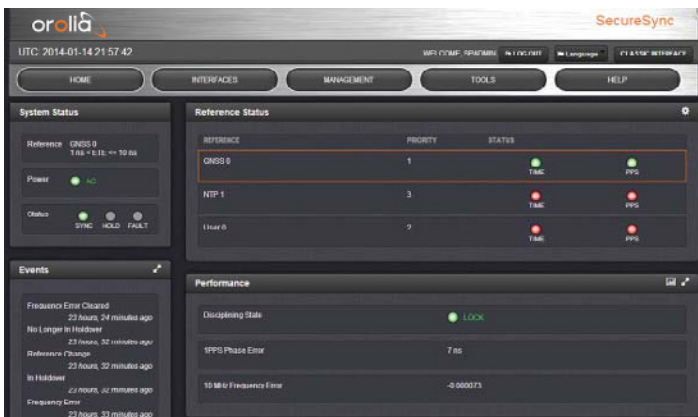 orolia
SecureSync
UTC: 2014-01-14 21:57:42
WELCOME, SPADMIN LOG OUT Language CLASSIC INTERFACE
HOME INTERFACES MANAGEMENT TOOLS HELP
System Status
Reference GNSS 0
1 ns < ETE <= 10 ns
Power AC
Status SYNC HOLD FAULT
Reference Status
REFERENCE PRIORITY STATUS
GNSS 0 1 TIME PPS
NTP 1 3 TIME PPS
User 0 2 TIME PPS
Events
Frequency Error Cleared
23 hours, 24 minutes ago
No Longer In Holdover
23 hours, 32 minutes ago
Reference Change
23 hours, 32 minutes ago
In Holdover
23 hours, 32 minutes ago
Frequency Error
23 hours, 33 minutes ago
Performance
Disciplining State LOCK
1PPS Phase Error 7 ns
10 MHz Frequency Error -0.000073